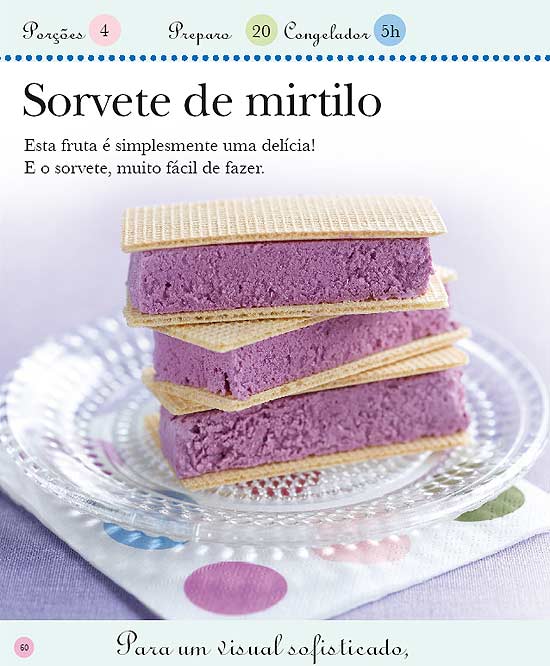 Porções 4 Preparo 20 Congelador 5h
Sorvete de mirtilo
Esta fruta é simplesmente uma delícia!
E o sorvete, muito fácil de fazer.
60 Para um visual sofisticado,